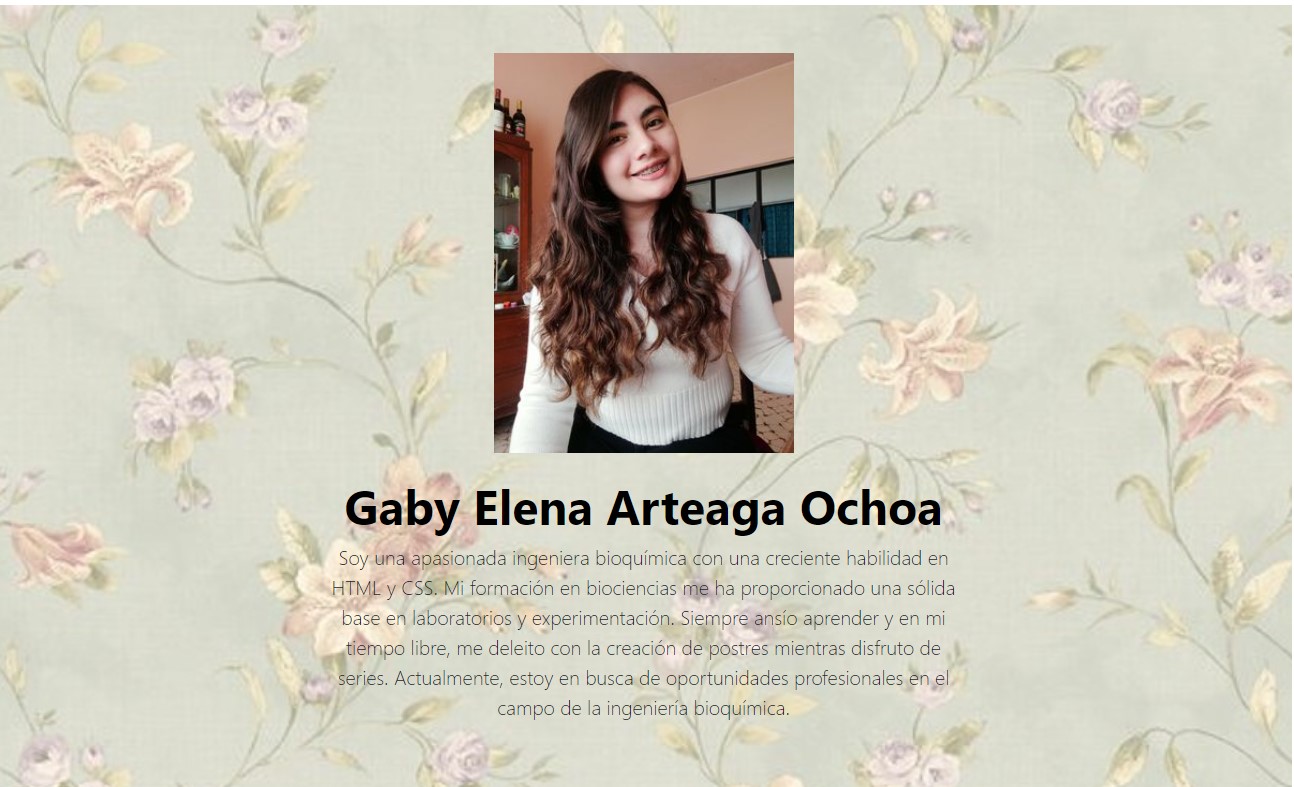 Gaby Elena Arteaga Ochoa
Soy una apasionada ingeniera bioquímica con una creciente habilidad en
HTML y CSS. Mi formación en biociencias me ha proporcionado una sólida
base en laboratorios y experimentación. Siempre ansío aprender y en mi
tiempo libre, me deleito con la creación de postres mientras disfruto de
series. Actualmente, estoy en busca de oportunidades profesionales en el
campo de la ingeniería bioquímica.